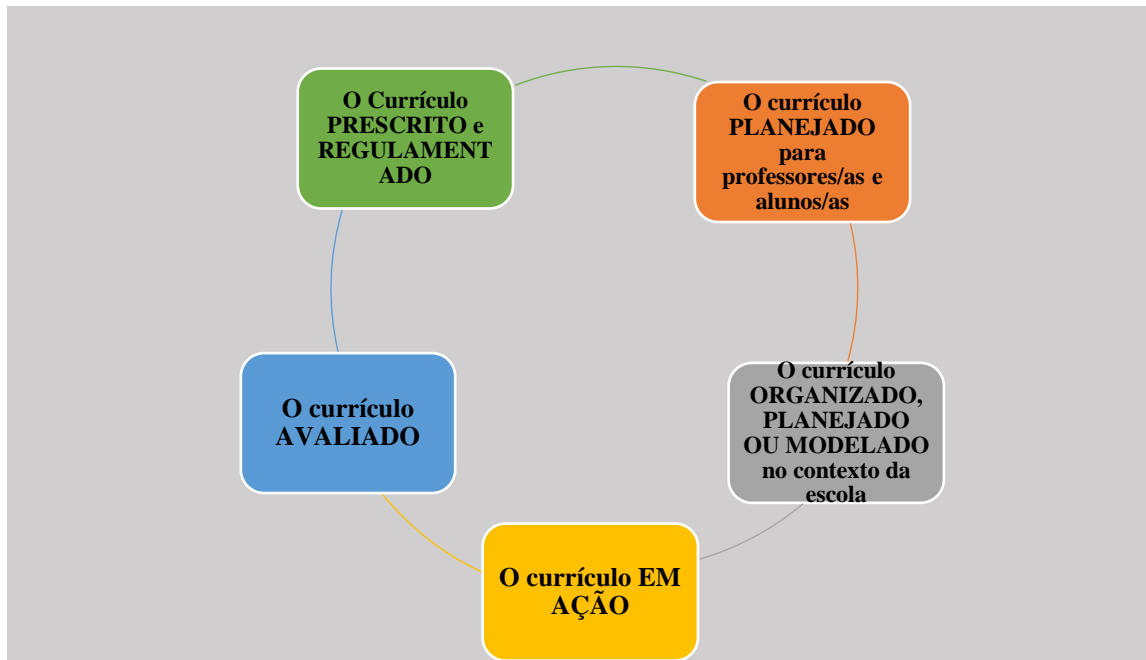 O Currículo
PRESCRITO e
REGULAMENT
ADO
O currículo
PLANEJADO
para
professores/as e
alunos/as
O currículo
ORGANIZADO,
PLANEJADO
OU MODELADO
no contexto da
escola
O currículo EM
AÇÃO
O currículo
AVALIADO